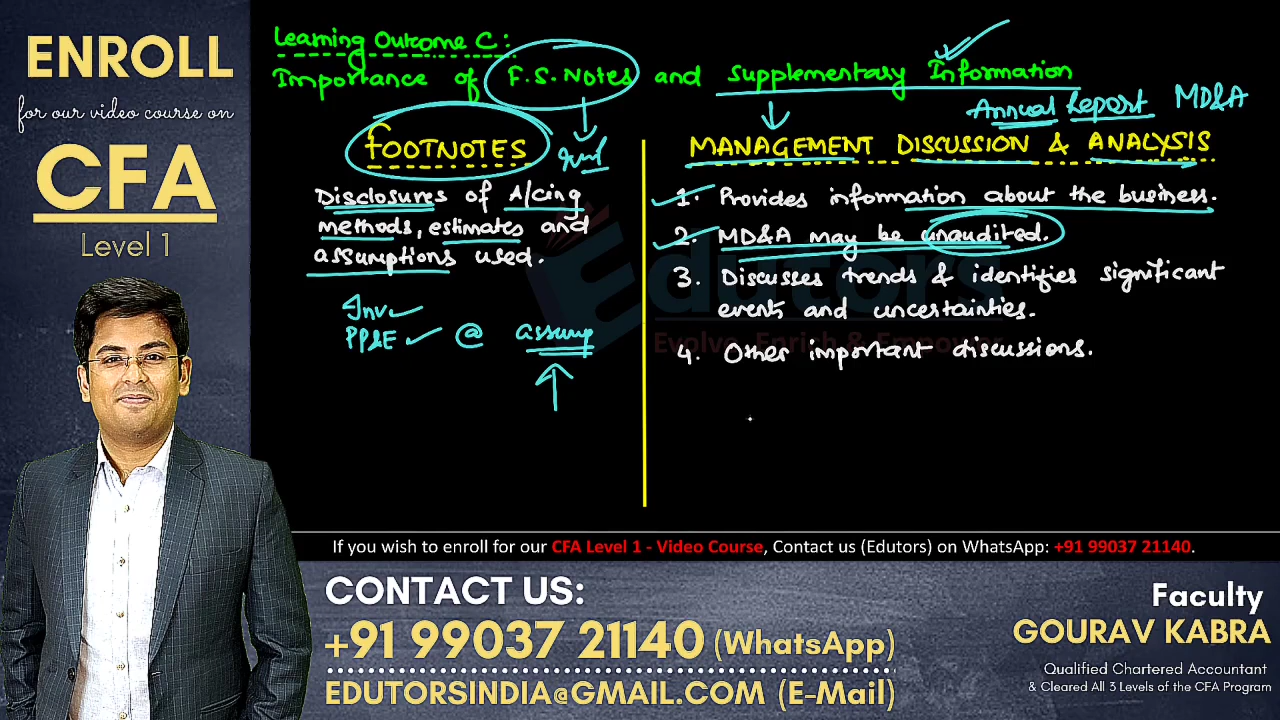 ENROLL
for our video course on
CFA
Level 1
Learning Outcome C:
Importance of F.S. Notes and Supplementary Information
Annual Report MD&A
FOOTNOTES
Disclosures of A/cing
methods, estimates and
assumptions used.
Inv
PP&E @ assump
MANAGEMENT DISCUSSION & ANALYSIS
1. Provides information about the business.
2. MD&A may be unaudited.
3. Discusses trends & identifies significant
events and uncertainties.
4. Other important discussions.
Edutors
Evolve, Enrich & Empower
If you wish to enroll for our CFA Level 1 - Video Course, Contact us (Edutors) on WhatsApp: +91 99037 21140.
CONTACT US:
+91 99037 21140 (WhatsApp)
EDUTORSINDIA@GMAIL.COM (E-Mail)
Faculty
GOURAV KABRA
Qualified Chartered Accountant
& Cleared All 3 Levels of the CFA Program